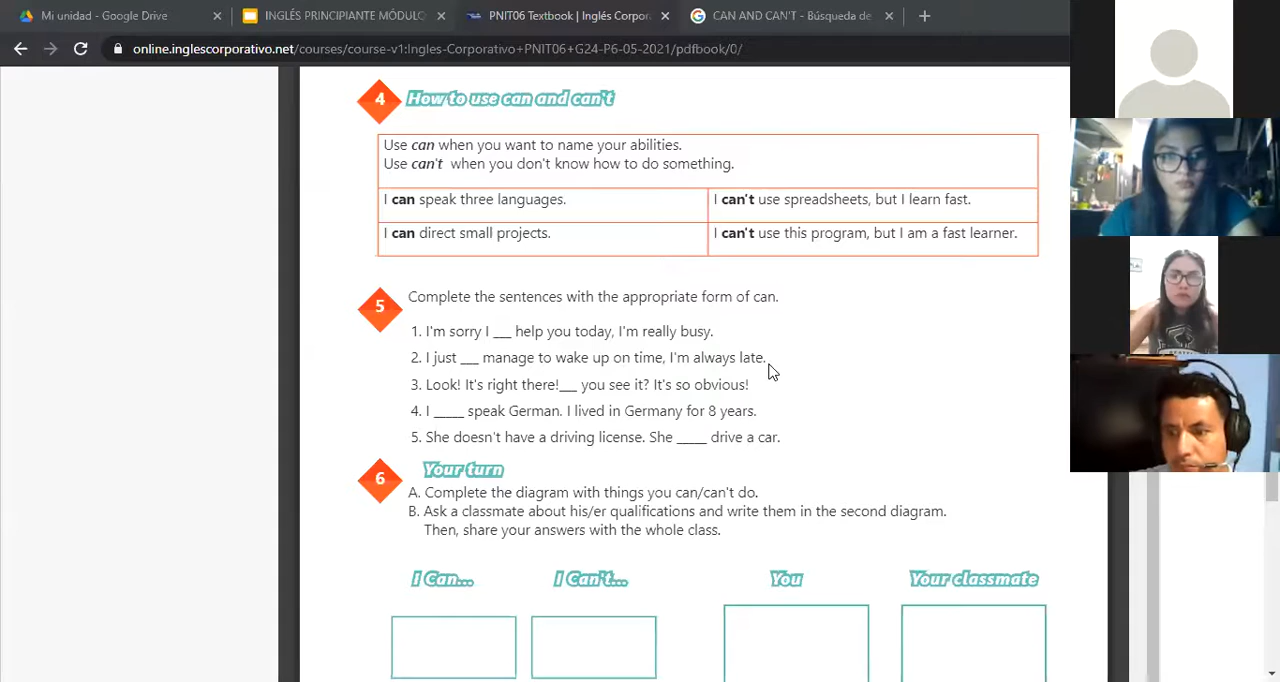 Mi unidad - Google Drive
INGLÉS PRINCIPIANTE MÓDULO
PNIT06 Textbook | Inglés Corpor
CAN AND CAN'T - Búsqueda de
online.inglescorporativo.net/courses/course-v1:Ingles-Corporativo+PNIT06+G24-P6-05-2021/pdfbook/0/
4 How to use can and can't
Use can when you want to name your abilities.
Use can't when you don't know how to do something.
I can speak three languages.
I can't use spreadsheets, but I learn fast.
I can direct small projects.
I can't use this program, but I am a fast learner.
5 Complete the sentences with the appropriate form of can.
1. I'm sorry I ___ help you today, I'm really busy.
2. I just ___ manage to wake up on time, I'm always late.
3. Look! It's right there!___ you see it? It's so obvious!
4. I _____ speak German. I lived in Germany for 8 years.
5. She doesn't have a driving license. She _____ drive a car.
6 Your turn
A. Complete the diagram with things you can/can't do.
B. Ask a classmate about his/er qualifications and write them in the second diagram.
Then, share your answers with the whole class.
I Can...
I Can't...
You
Your classmate